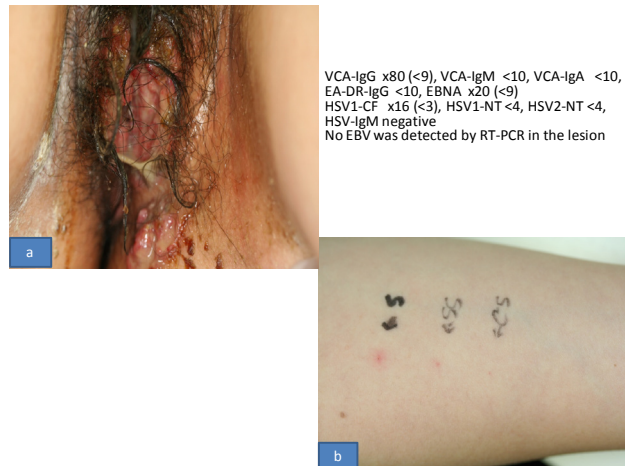 VCA-IgG x80 (<9), VCA-IgM <10, VCA-IgA <10,
EA-DR-IgG <10, EBNA x20 (<9)
HSV1-CF x16 (<3), HSV1-NT <4, HSV2-NT <4,
HSV-IgM negative
No EBV was detected by RT-PCR in the lesion
a
b